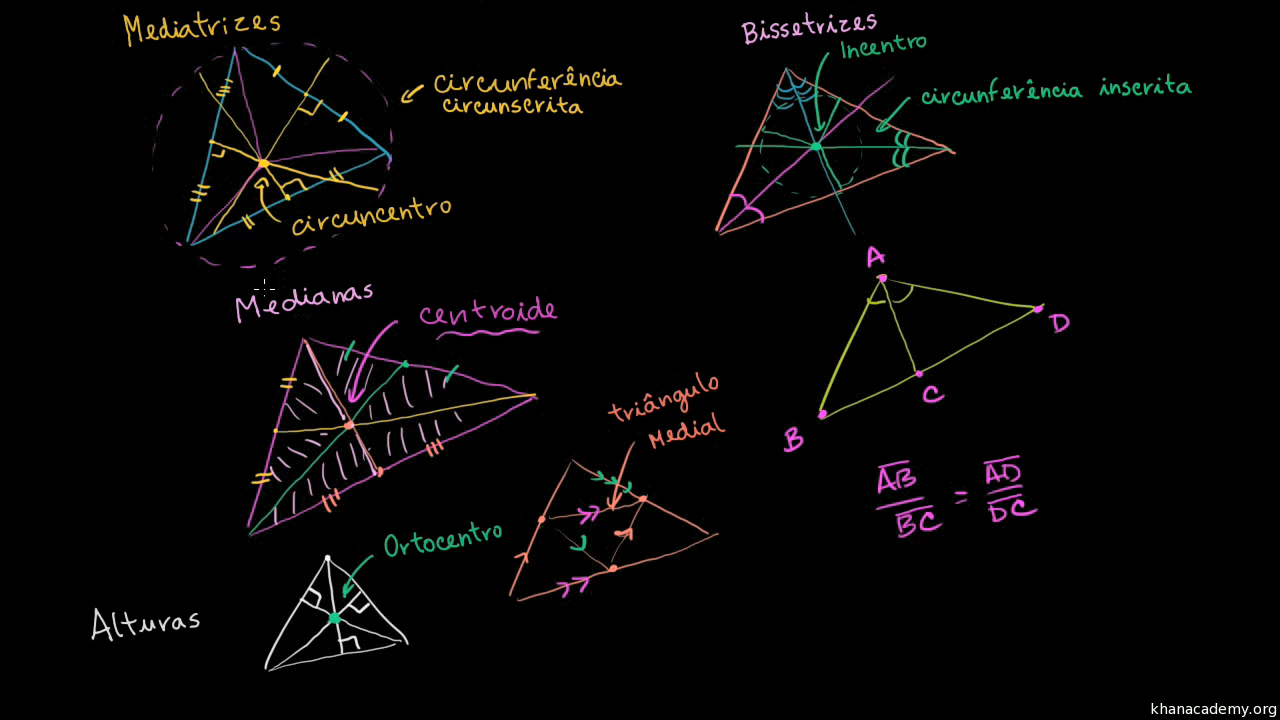 Mediatrizes
circunferência
circunscrita
circuncentro
Bissetrizes
Incentro
circunferência inscrita
Medianas
centroide
A
D
C
B
triângulo
Medial
AB
BC
=
AD
DC
Ortocentro
Alturas
khanacademy.org